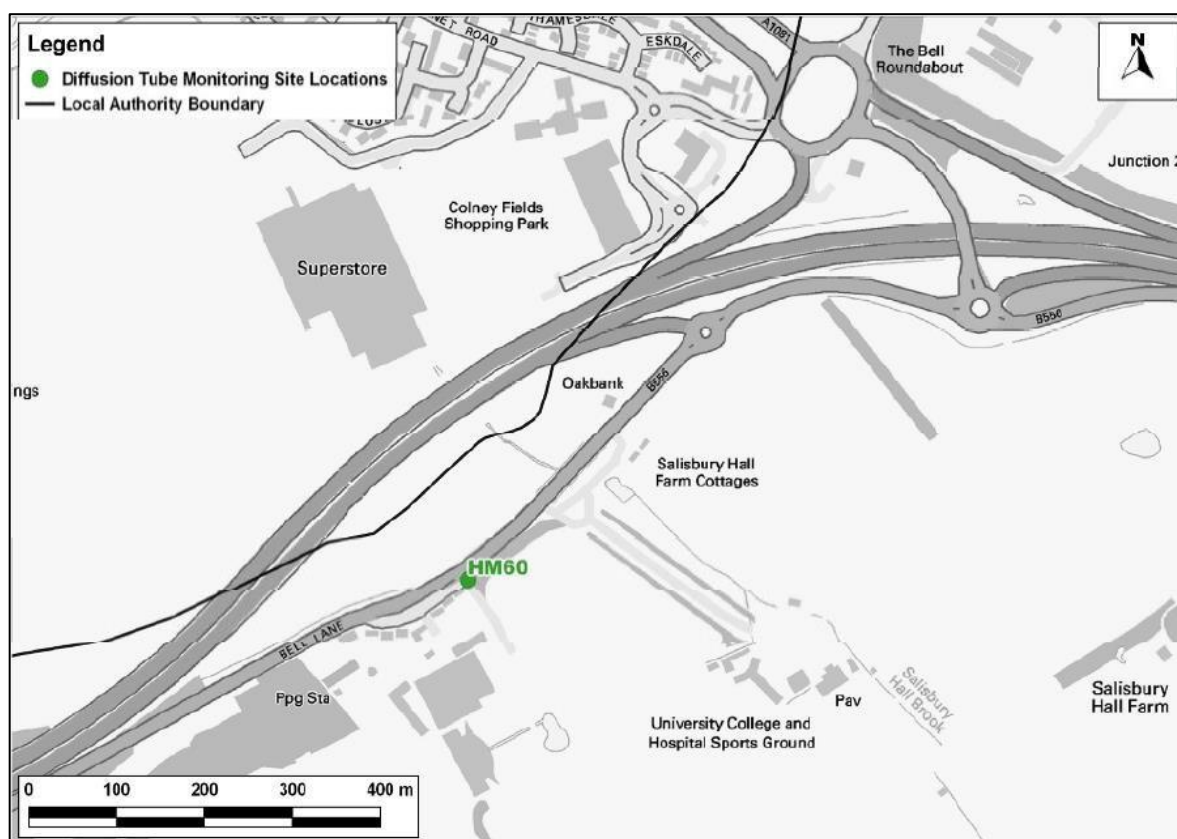 Legend
Diffusion Tube Monitoring Site Locations
Local Authority Boundary
THAMESDALE
ROAD
ESKDALE
A1081
The Bell
Roundabout
N
Junction 2
Colney Fields
Shopping Park
Superstore
B556
ngs
Oakbank
B556
Salisbury Hall
Farm Cottages
HM60
BELL LANE
Ppg Sta
Pav
Salisbury
Hall Brook
Salisbury
Hall Farm
University College and
Hospital Sports Ground
0 100 200 300 400 m